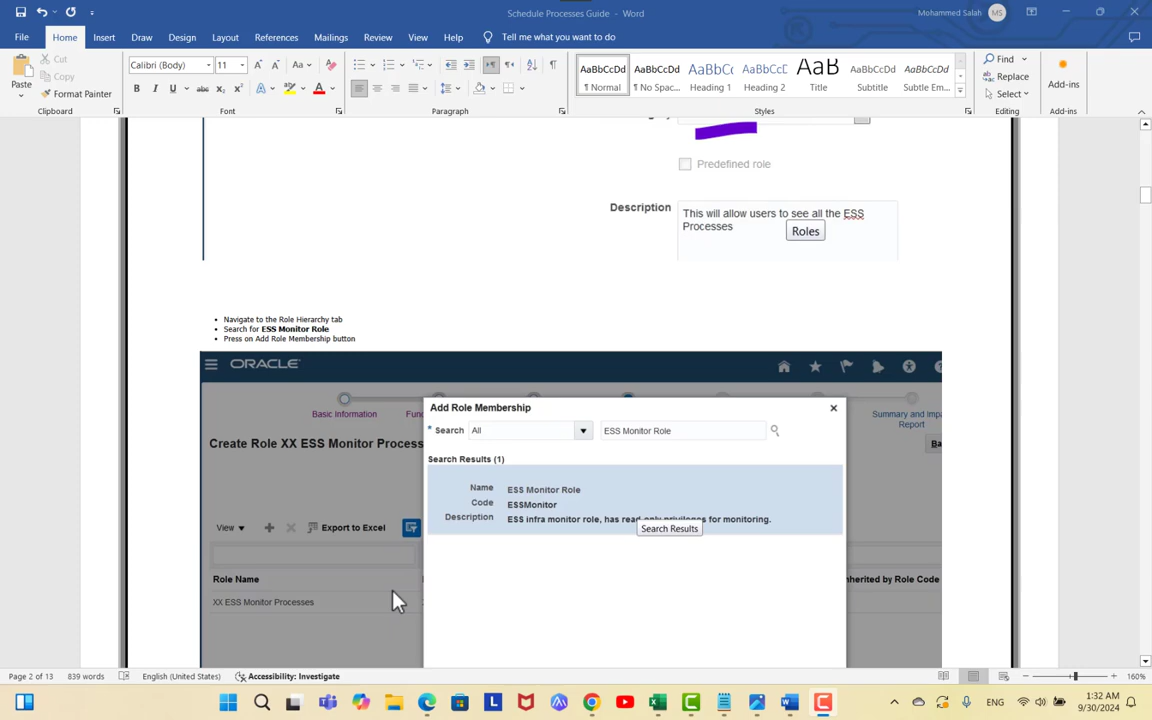 Schedule Processes Guide - Word
Mohammed Salah
MS
File
Home
Insert
Draw
Design
Layout
References
Mailings
Review
View
Help
Tell me what you want to do
Paste
Cut
Copy
Format Painter
Clipboard
Calibri (Body)
11
Font
Paragraph
AaBbCcDd
¶ Normal
AaBbCcDd
¶ No Spac...
AaBbCc
Heading 1
AaBbCcD
Heading 2
AaB
Title
AaBbCcDd
Subtitle
AaBbCcDd
Subtle Em...
Styles
Find
Replace
Select
Editing
Add-ins
Add-ins
Predefined role
Description
This will allow users to see all the ESS
Processes
Roles
• Navigate to the Role Hierarchy tab
• Search for ESS Monitor Role
• Press on Add Role Membership button
ORACLE
Basic Information
Summary and Imp
Report
Create Role XX ESS Monitor Process
Add Role Membership
* Search
All
ESS Monitor Role
Search Results (1)
Name ESS Monitor Role
Code ESSMonitor
Description ESS infra monitor role, has read-only privileges for monitoring.
Search Results
View
Export to Excel
Role Name
nherited by Role Code
XX ESS Monitor Processes
Page 2 of 13
839 words
English (United States)
Accessibility: Investigate
160%
ENG
1:32 AM
9/30/2024